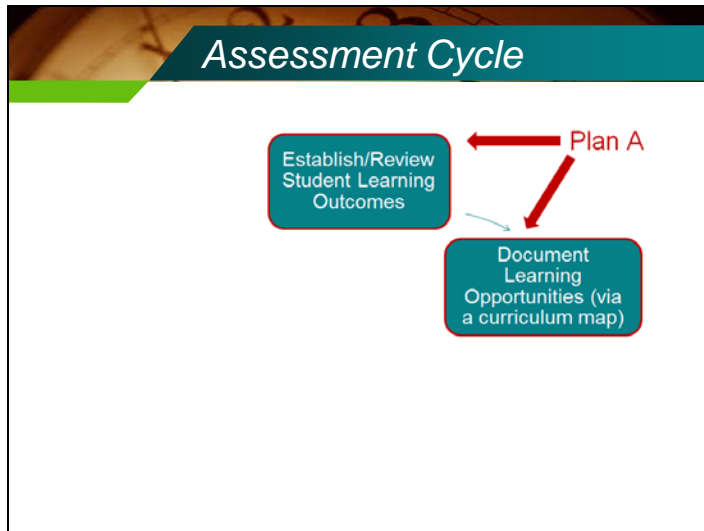 Assessment Cycle
Establish/Review
Student Learning
Outcomes
Plan A
Document
Learning
Opportunities (via
a curriculum map)